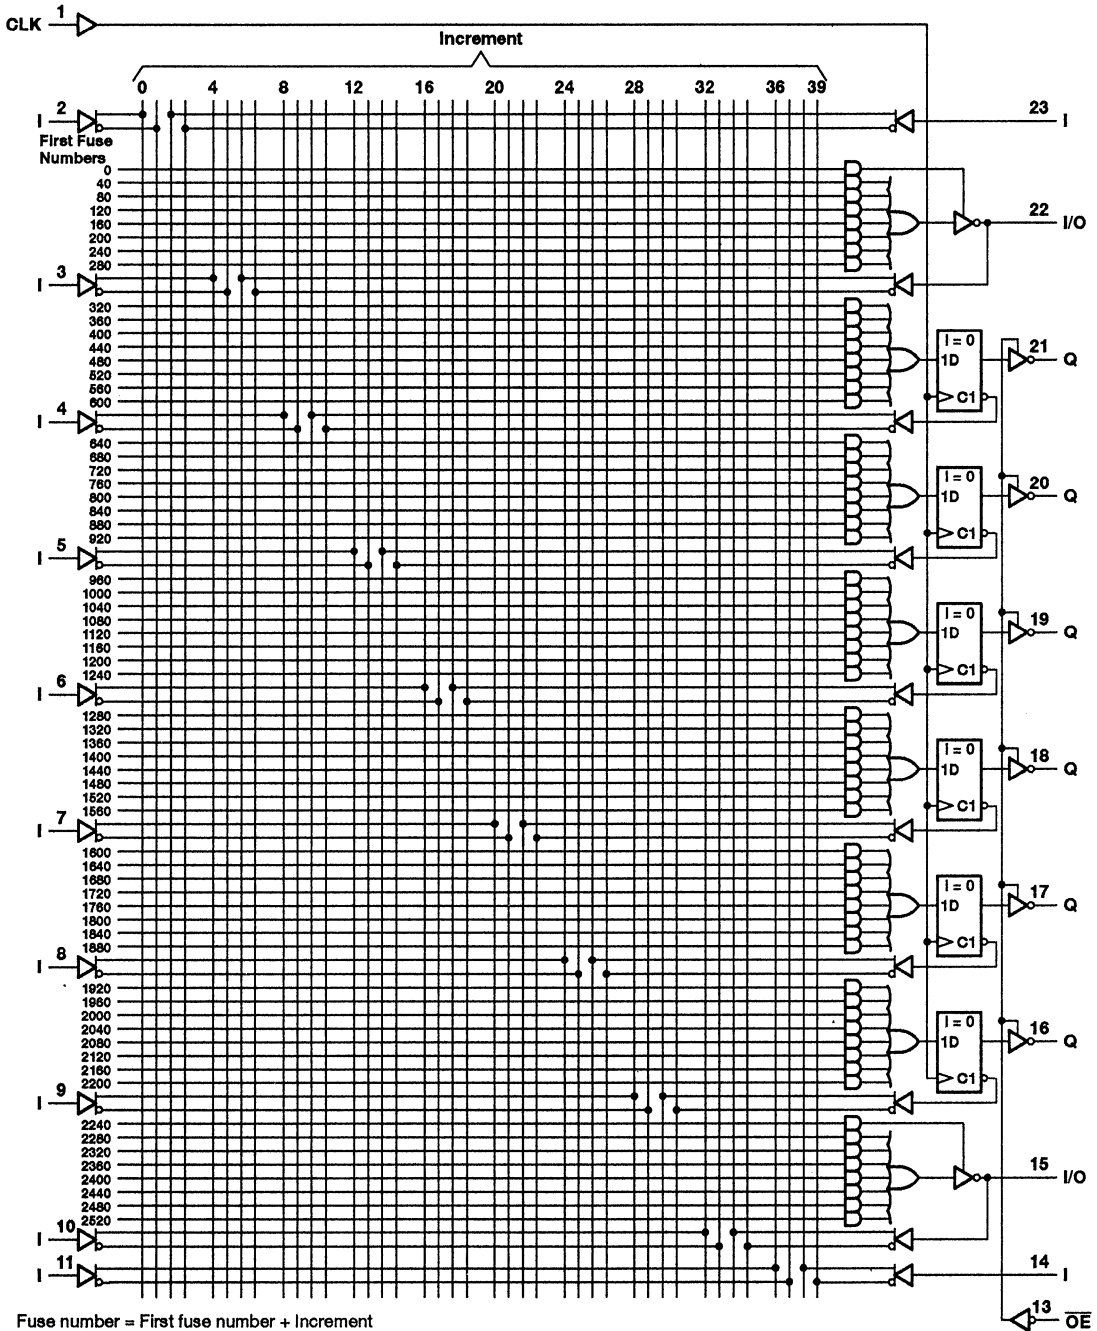 CLK 1
Increment
0 4 8 12 16 20 24 28 32 36 39
I 2 23 I
First Fuse
Numbers
0
40
80
120
160 22 I/O
200
240
280
I 3
320
360 I = 0
400
440 21
480 1D Q
520
560
600 C1
I 4
640
680 I = 0
720
760 20
800 1D Q
840
880
920 C1
I 5
960
1000 I = 0
1040
1080 19
1120 1D Q
1160
1200
1240 C1
I 6
1280
1320 I = 0
1360
1400 18
1440 1D Q
1480
1520
1560 C1
I 7
1600
1640 I = 0
1680
1720 17
1760 1D Q
1800
1840
1880 C1
I 8
1920
1960 I = 0
2000
2040 16
2080 1D Q
2120
2160
2200 C1
I 9
2240
2280
2320
2360 15
2400 I/O
2440
2480
2520
I 10
I 11 14 I
13 OE
Fuse number = First fuse number + Increment